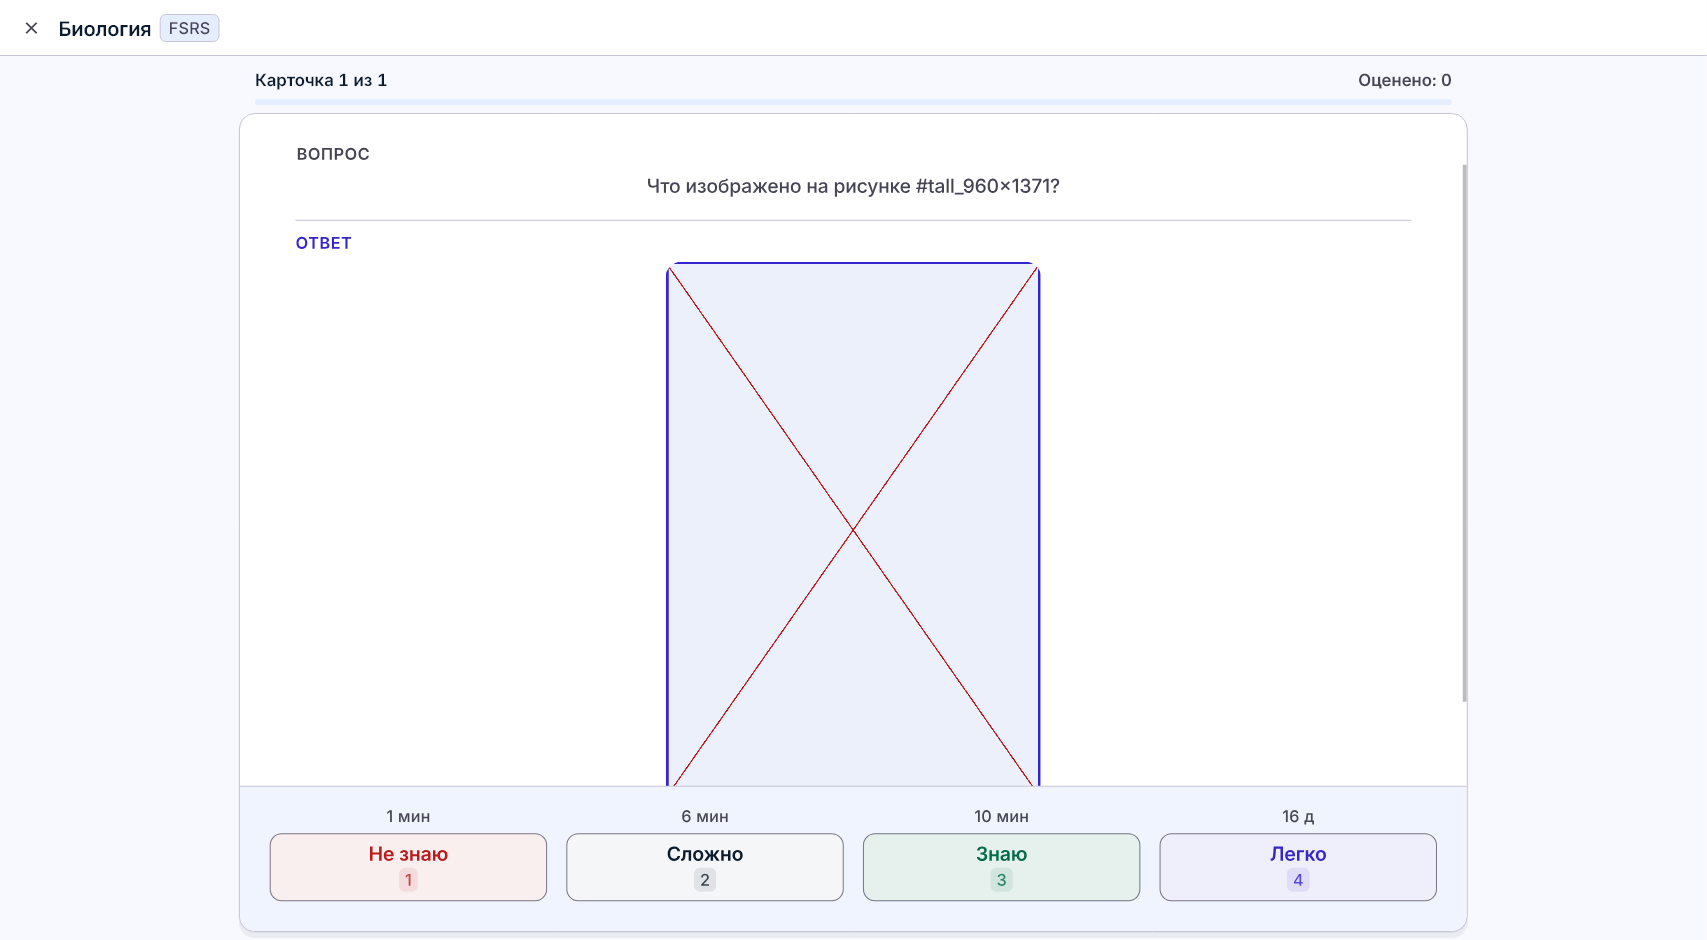 Биология FSRS
Карточка 1 из 1
Оценено: 0
ВОПРОС
Что изображено на рисунке #tall_960×1371?
ОТВЕТ
1 мин
Не знаю
1
6 мин
Сложно
2
10 мин
Знаю
3
16 д
Легко
4